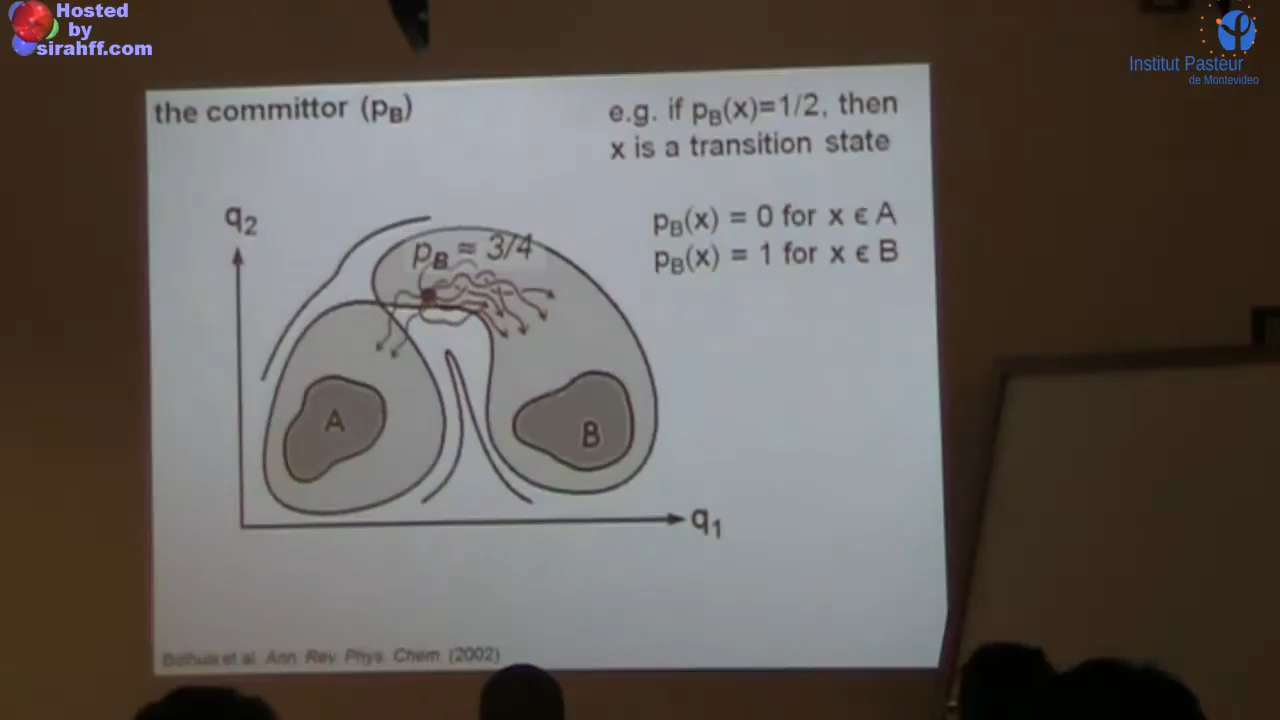 Hosted
by
sirahff.com
Institut Pasteur
de Montevideo
the committor (pB)
e.g. if pB(x)=1/2, then
x is a transition state
q2
pB ≈ 3/4
pB(x) = 0 for x ϵ A
pB(x) = 1 for x ϵ B
A
B
q1
Bolhuis et al. Ann. Rev. Phys. Chem. (2002)